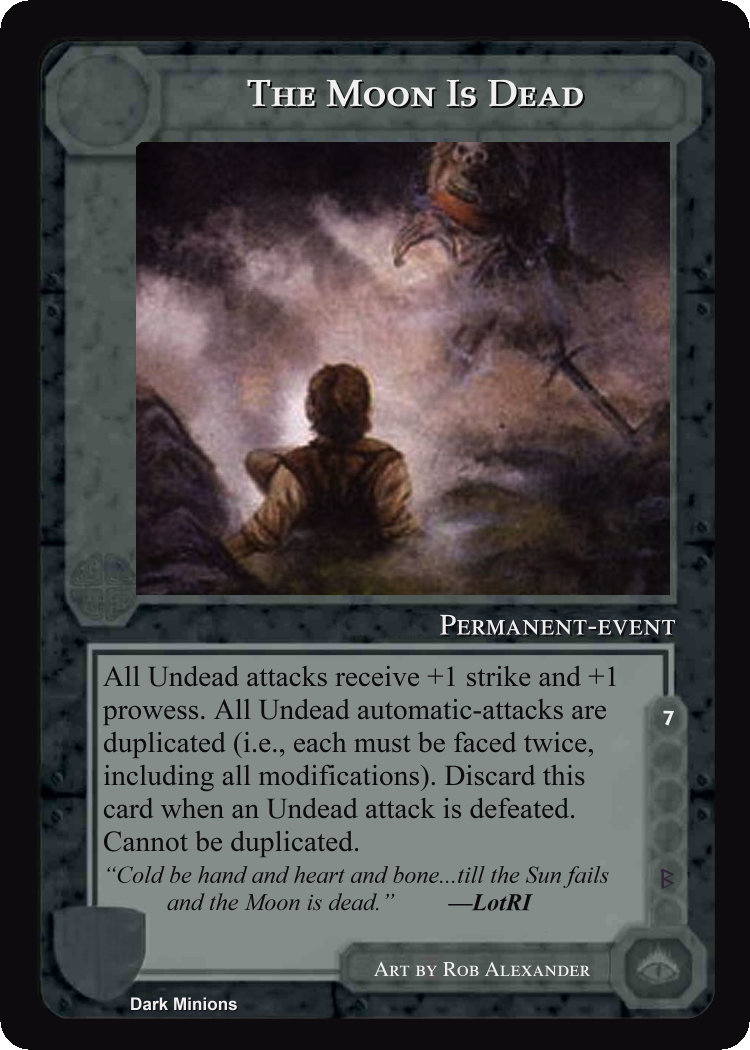 The Moon Is Dead
Permanent-event
All Undead attacks receive +1 strike and +1
prowess. All Undead automatic-attacks are
duplicated (i.e., each must be faced twice,
including all modifications). Discard this
card when an Undead attack is defeated.
Cannot be duplicated.
“Cold be hand and heart and bone...till the Sun fails
and the Moon is dead.” —LotRI
7
Art by Rob Alexander
Dark Minions